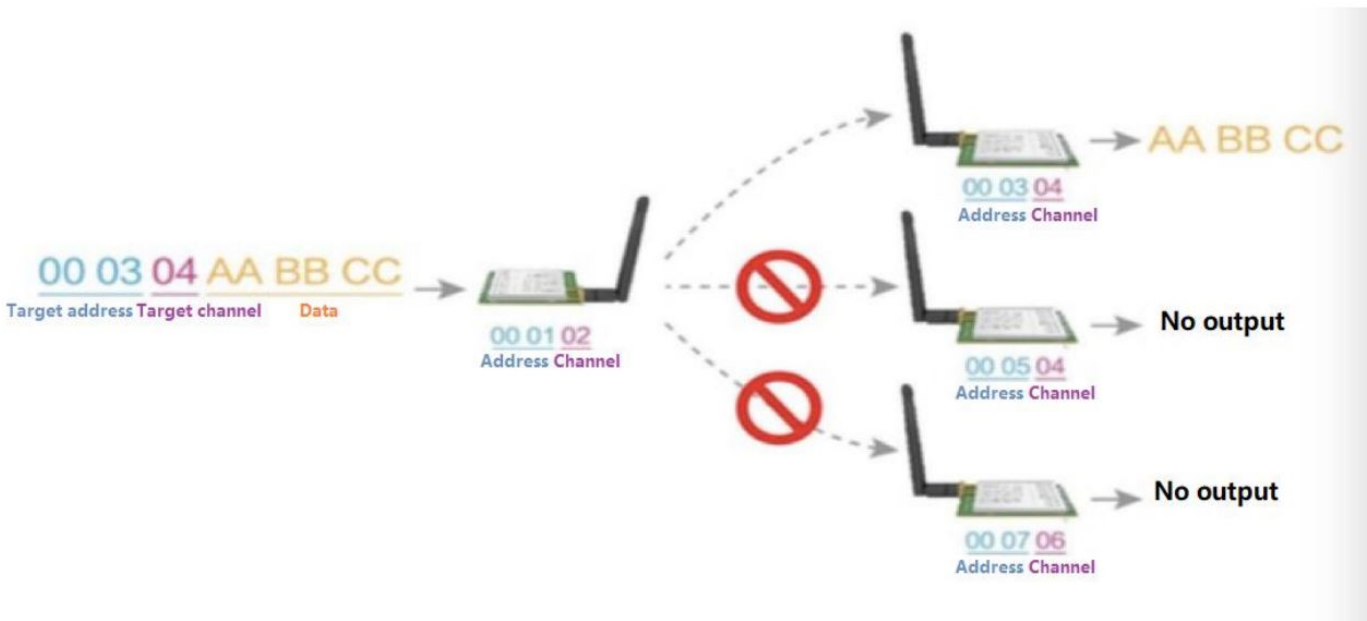 AA BB CC
00 03 04
Address Channel
00 03 04 AA BB CC
Target address Target channel Data
00 01 02
Address Channel
No output
00 05 04
Address Channel
No output
00 07 06
Address Channel